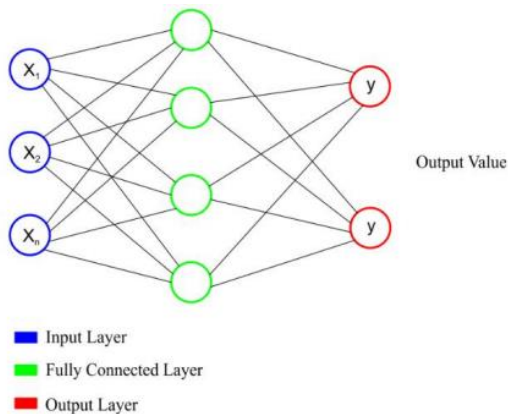 X₁
y
X₂
Output Value
Xₙ
y
Input Layer
Fully Connected Layer
Output Layer